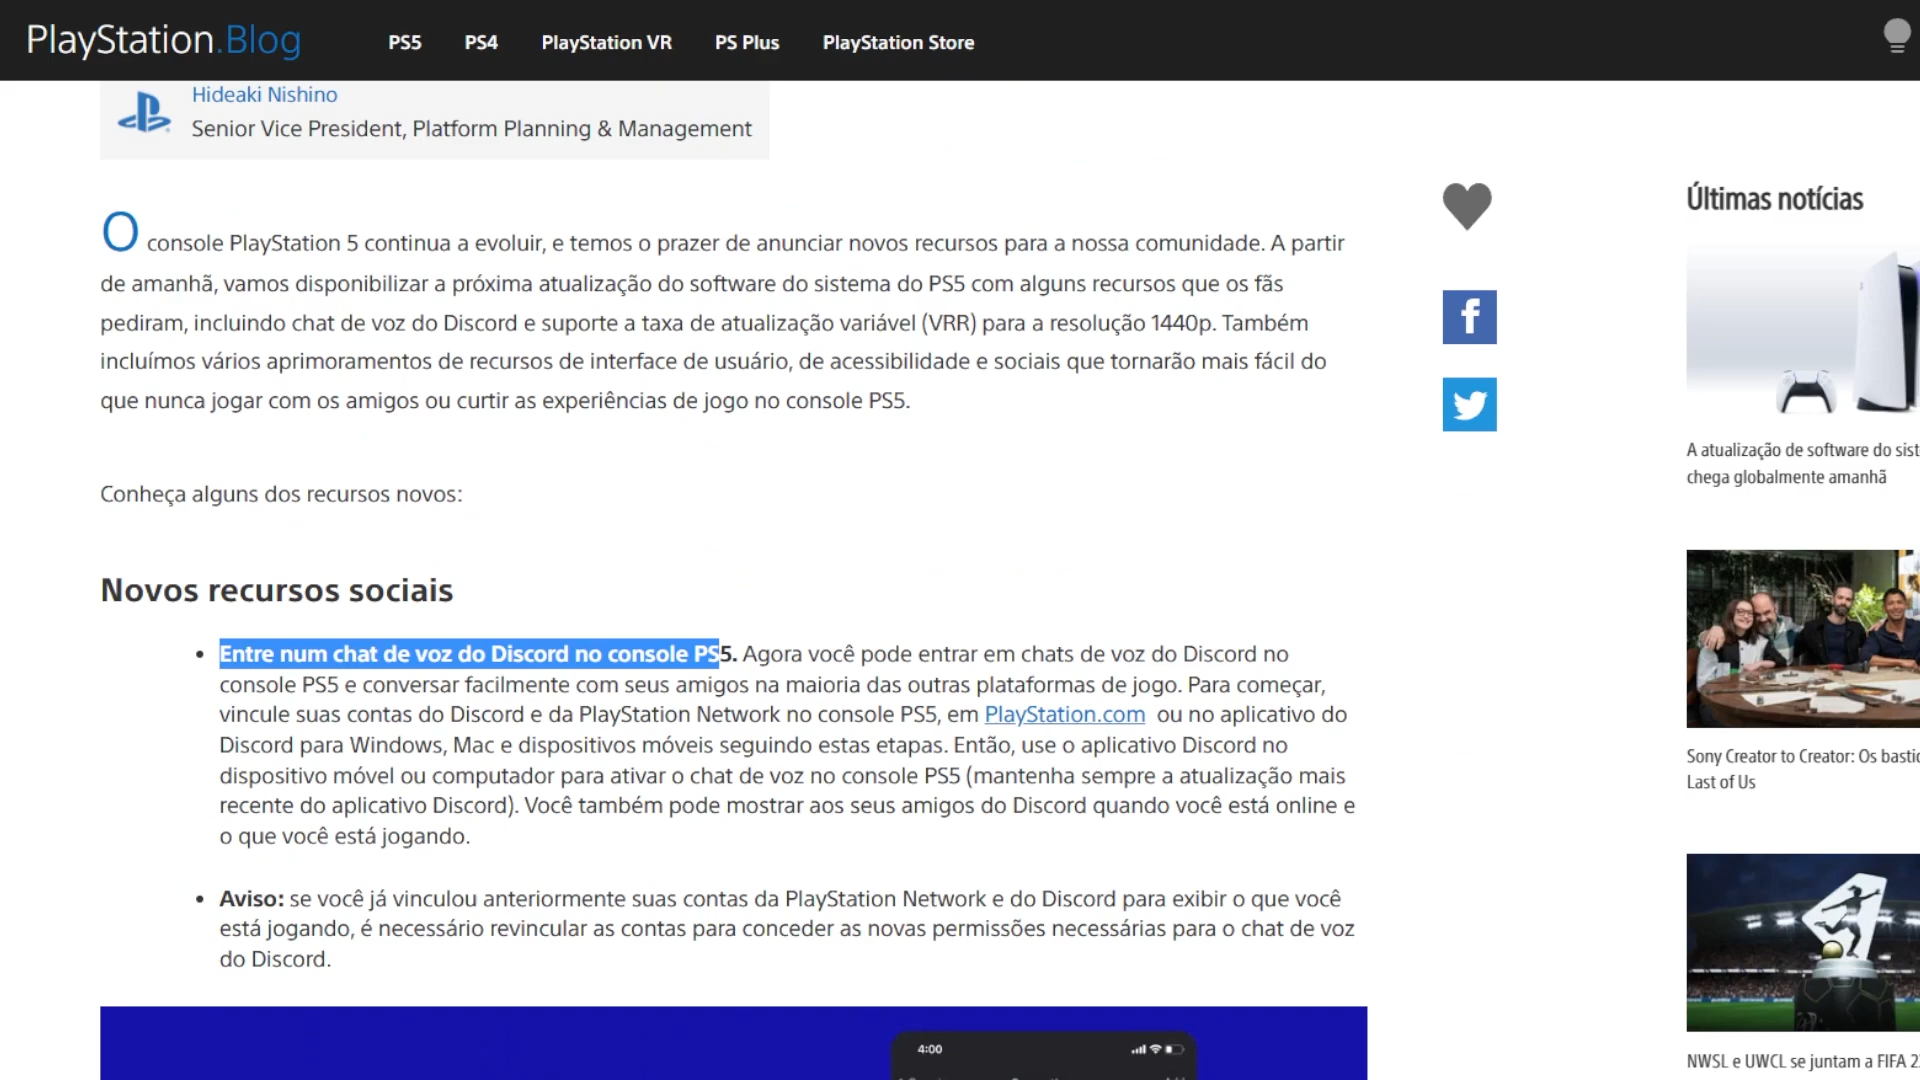 PlayStation.Blog PS5 PS4 PlayStation VR PS Plus PlayStation Store
Hideaki Nishino
Senior Vice President, Platform Planning & Management
O console PlayStation 5 continua a evoluir, e temos o prazer de anunciar novos recursos para a nossa comunidade. A partir
de amanhã, vamos disponibilizar a próxima atualização do software do sistema do PS5 com alguns recursos que os fãs
pediram, incluindo chat de voz do Discord e suporte a taxa de atualização variável (VRR) para a resolução 1440p. Também
incluímos vários aprimoramentos de recursos de interface de usuário, de acessibilidade e sociais que tornarão mais fácil do
que nunca jogar com os amigos ou curtir as experiências de jogo no console PS5.
Conheça alguns dos recursos novos:
Novos recursos sociais
• Entre num chat de voz do Discord no console PS5. Agora você pode entrar em chats de voz do Discord no
console PS5 e conversar facilmente com seus amigos na maioria das outras plataformas de jogo. Para começar,
vincule suas contas do Discord e da PlayStation Network no console PS5, em PlayStation.com ou no aplicativo do
Discord para Windows, Mac e dispositivos móveis seguindo estas etapas. Então, use o aplicativo Discord no
dispositivo móvel ou computador para ativar o chat de voz no console PS5 (mantenha sempre a atualização mais
recente do aplicativo Discord). Você também pode mostrar aos seus amigos do Discord quando você está online e
o que você está jogando.
• Aviso: se você já vinculou anteriormente suas contas da PlayStation Network e do Discord para exibir o que você
está jogando, é necessário revincular as contas para conceder as novas permissões necessárias para o chat de voz
do Discord.
4:00
Últimas notícias
A atualização de software do sist
chega globalmente amanhã
Sony Creator to Creator: Os bastic
Last of Us
NWSL e UWCL se juntam a FIFA 2